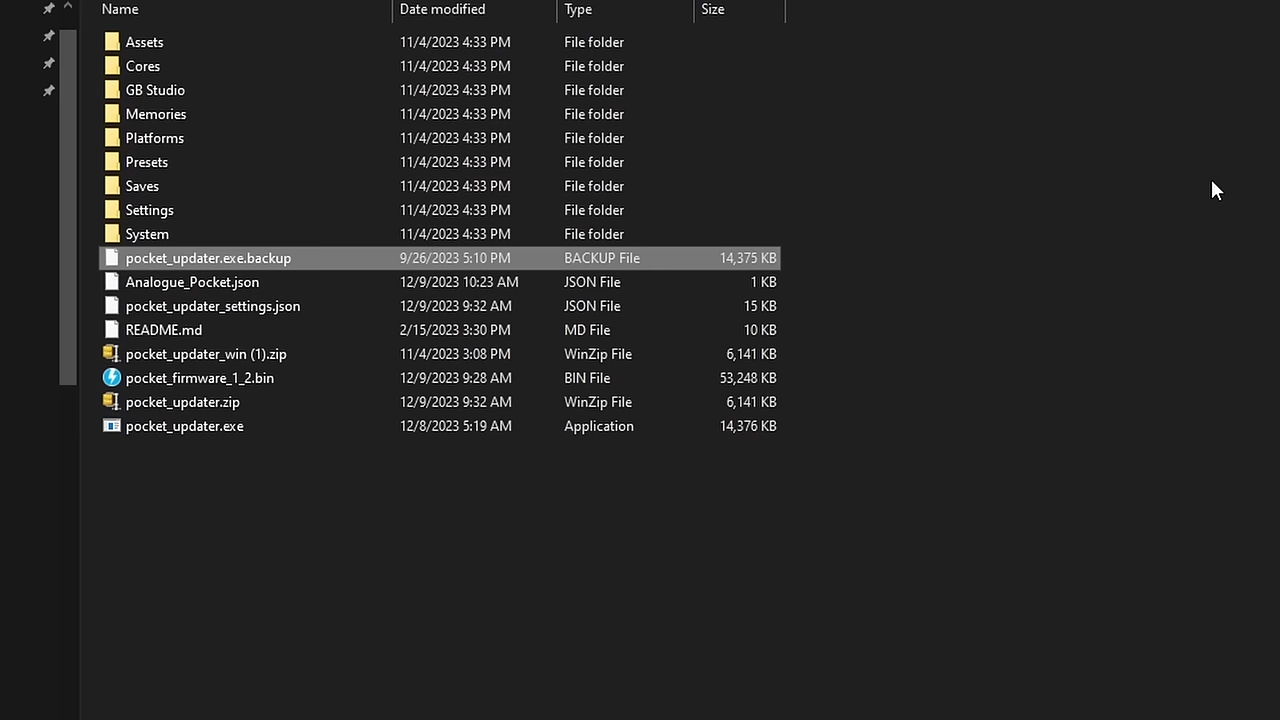 Name Date modified Type Size
Assets 11/4/2023 4:33 PM File folder
Cores 11/4/2023 4:33 PM File folder
GB Studio 11/4/2023 4:33 PM File folder
Memories 11/4/2023 4:33 PM File folder
Platforms 11/4/2023 4:33 PM File folder
Presets 11/4/2023 4:33 PM File folder
Saves 11/4/2023 4:33 PM File folder
Settings 11/4/2023 4:33 PM File folder
System 11/4/2023 4:33 PM File folder
pocket_updater.exe.backup 9/26/2023 5:10 PM BACKUP File 14,375 KB
Analogue_Pocket.json 12/9/2023 10:23 AM JSON File 1 KB
pocket_updater_settings.json 12/9/2023 9:32 AM JSON File 15 KB
README.md 2/15/2023 3:30 PM MD File 10 KB
pocket_updater_win (1).zip 11/4/2023 3:08 PM WinZip File 6,141 KB
pocket_firmware_1_2.bin 12/9/2023 9:28 AM BIN File 53,248 KB
pocket_updater.zip 12/9/2023 9:32 AM WinZip File 6,141 KB
pocket_updater.exe 12/8/2023 5:19 AM Application 14,376 KB